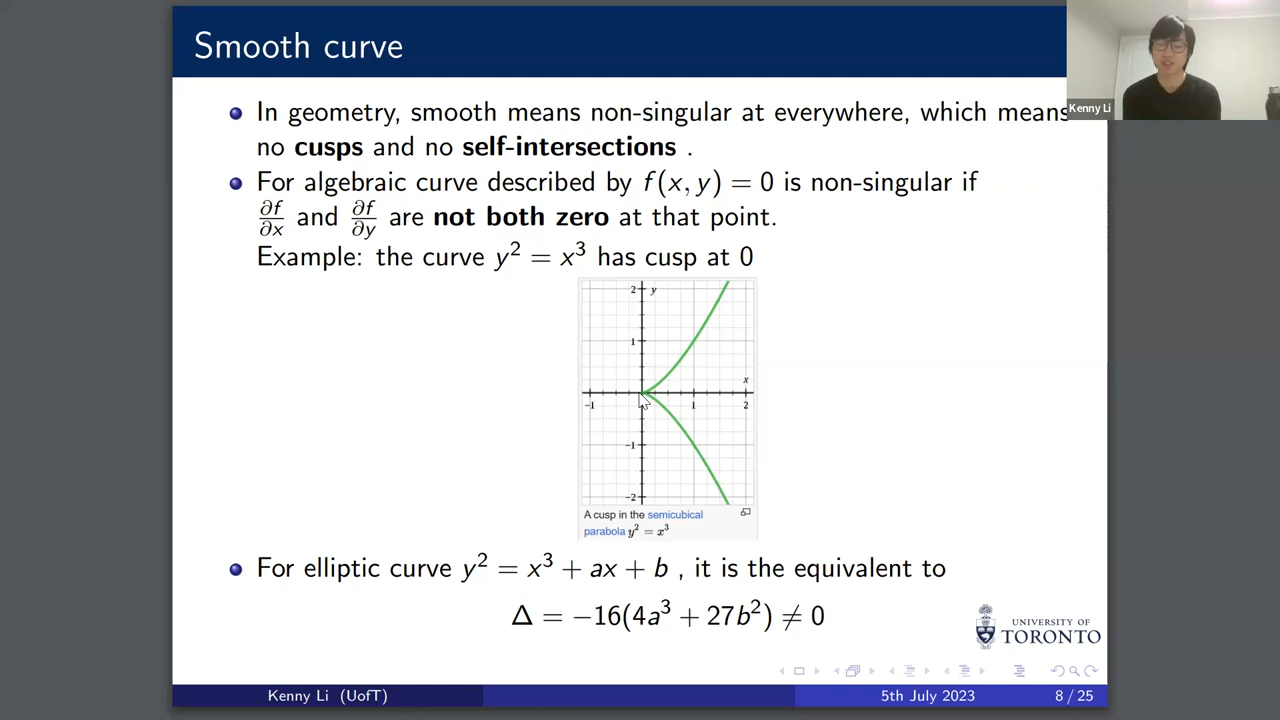 Smooth curve
Kenny Li
In geometry, smooth means non-singular at everywhere, which means
no cusps and no self-intersections .
For algebraic curve described by f(x, y) = 0 is non-singular if
∂f/∂x and ∂f/∂y are not both zero at that point.
Example: the curve y² = x³ has cusp at 0
2 y
1
x
−1 1 2
−1
−2
A cusp in the semicubical
parabola y² = x³
For elliptic curve y² = x³ + ax + b , it is the equivalent to
Δ = −16(4a³ + 27b²) ≠ 0
UNIVERSITY OF
TORONTO
Kenny Li (UofT) 5th July 2023 8 / 25